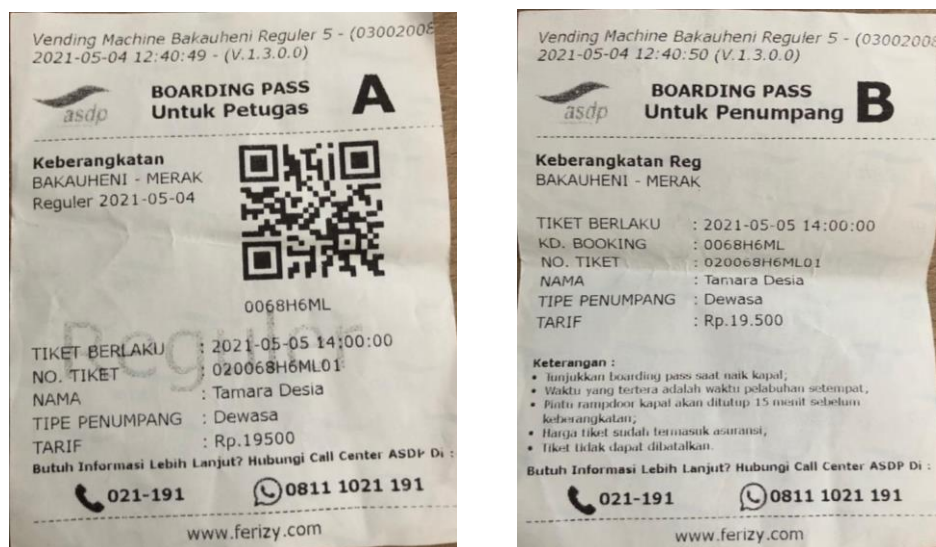 Vending Machine Bakauheni Reguler 5 - (03002008
2021-05-04 12:40:49 - (V.1.3.0.0)
asdp
BOARDING PASS
Untuk Petugas
A
Keberangkatan
BAKAUHENI - MERAK
Reguler 2021-05-04
0068H6ML
Reguler
TIKET BERLAKU : 2021-05-05 14:00:00
NO. TIKET : 020068H6ML01
NAMA : Tamara Desia
TIPE PENUMPANG : Dewasa
TARIF : Rp.19500
Butuh Informasi Lebih Lanjut? Hubungi Call Center ASDP Di :
021-191 0811 1021 191
www.ferizy.com
Vending Machine Bakauheni Reguler 5 - (03002008
2021-05-04 12:40:50 (V.1.3.0.0)
asdp
BOARDING PASS
Untuk Penumpang
B
Keberangkatan Reg
BAKAUHENI - MERAK
TIKET BERLAKU : 2021-05-05 14:00:00
KD. BOOKING : 0068H6ML
NO. TIKET : 020068H6ML01
NAMA : Tamara Desia
TIPE PENUMPANG : Dewasa
TARIF : Rp.19.500
Keterangan :
• Tunjukkan boarding pass saat naik kapal;
• Waktu yang tertera adalah waktu pelabuhan setempat,
• Pintu rampdoor kapal akan ditutup 15 menit sebelum
keberangkatan;
• Harga tiket sudah termasuk asuransi;
• Tiket tidak dapat dibatalkan.
Butuh Informasi Lebih Lanjut? Hubungi Call Center ASDP Di :
021-191 0811 1021 191
www.ferizy.com